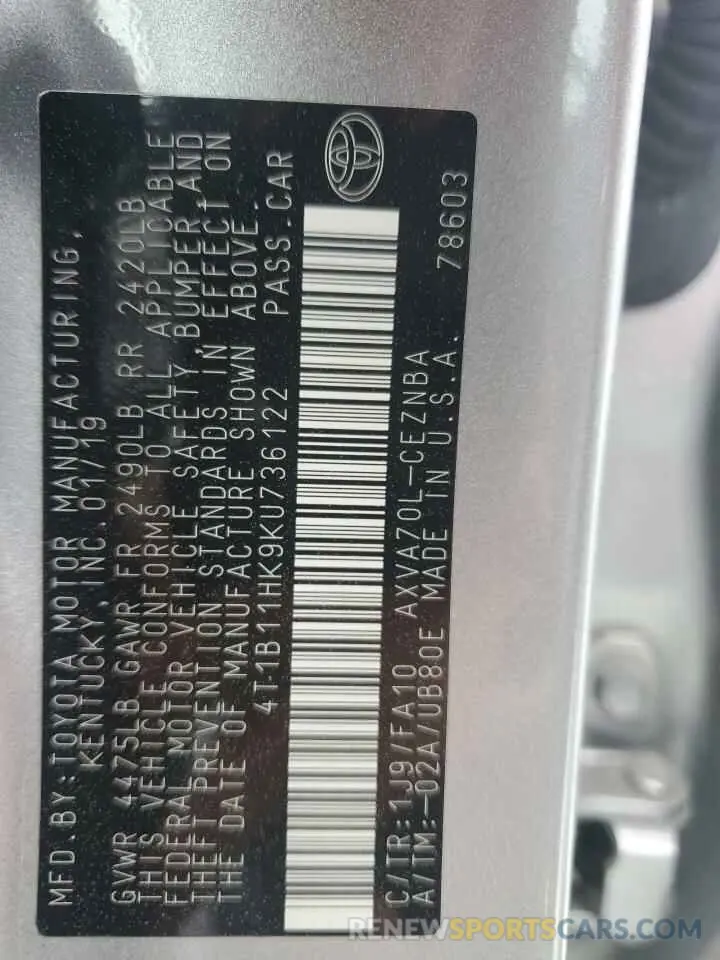 MFD.BY:TOYOTA MOTOR MANUFACTURING,
KENTUCKY,INC.01/19
GVWR 4475LB GAWR FR 2490LB RR 2420LB
THIS VEHICLE CONFORMS TO ALL APPLICABLE
FEDERAL MOTOR VEHICLE SAFETY, BUMPER,AND
THEFT PREVENTION STANDARDS IN EFFECT ON
THE DATE OF MANUFACTURE SHOWN ABOVE.
4T1B11HK9KU736122 PASS.CAR
C/TR:1J9/FA10 AXVA70L-CEZNBA
A/TM:-02A/UB80E MADE IN U.S.A. 78603
RENEWSPORTSCARS.COM